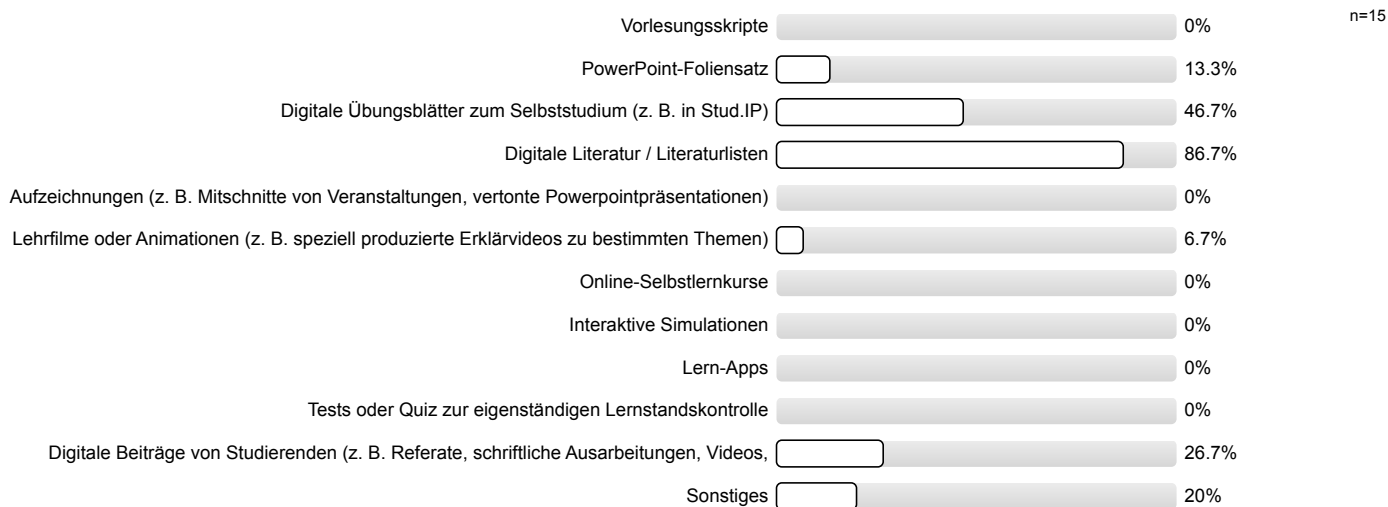 n=15
Vorlesungsskripte 0%
PowerPoint-Foliensatz 13.3%
Digitale Übungsblätter zum Selbststudium (z. B. in Stud.IP) 46.7%
Digitale Literatur / Literaturlisten 86.7%
Aufzeichnungen (z. B. Mitschnitte von Veranstaltungen, vertonte Powerpointpräsentationen) 0%
Lehrfilme oder Animationen (z. B. speziell produzierte Erklärvideos zu bestimmten Themen) 6.7%
Online-Selbstlernkurse 0%
Interaktive Simulationen 0%
Lern-Apps 0%
Tests oder Quiz zur eigenständigen Lernstandskontrolle 0%
Digitale Beiträge von Studierenden (z. B. Referate, schriftliche Ausarbeitungen, Videos, 26.7%
Sonstiges 20%